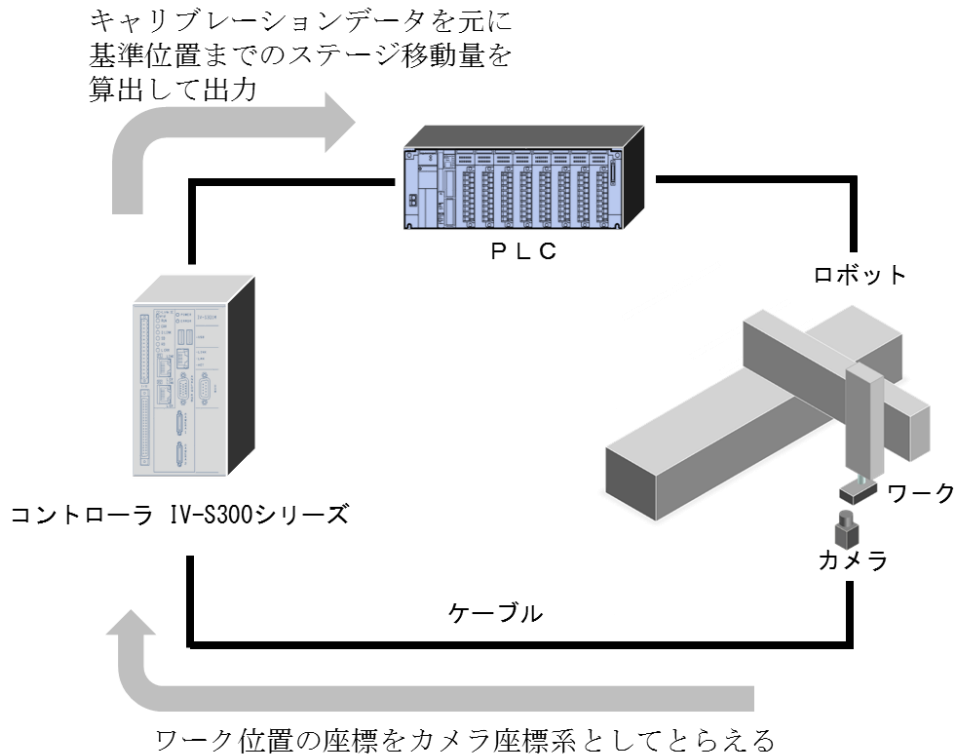 キャリブレーションデータを元に
基準位置までのステージ移動量を
算出して出力
ＰＬＣ
ロボット
ワーク
カメラ
コントローラ IV-S300シリーズ
ケーブル
ワーク位置の座標をカメラ座標系としてとらえる